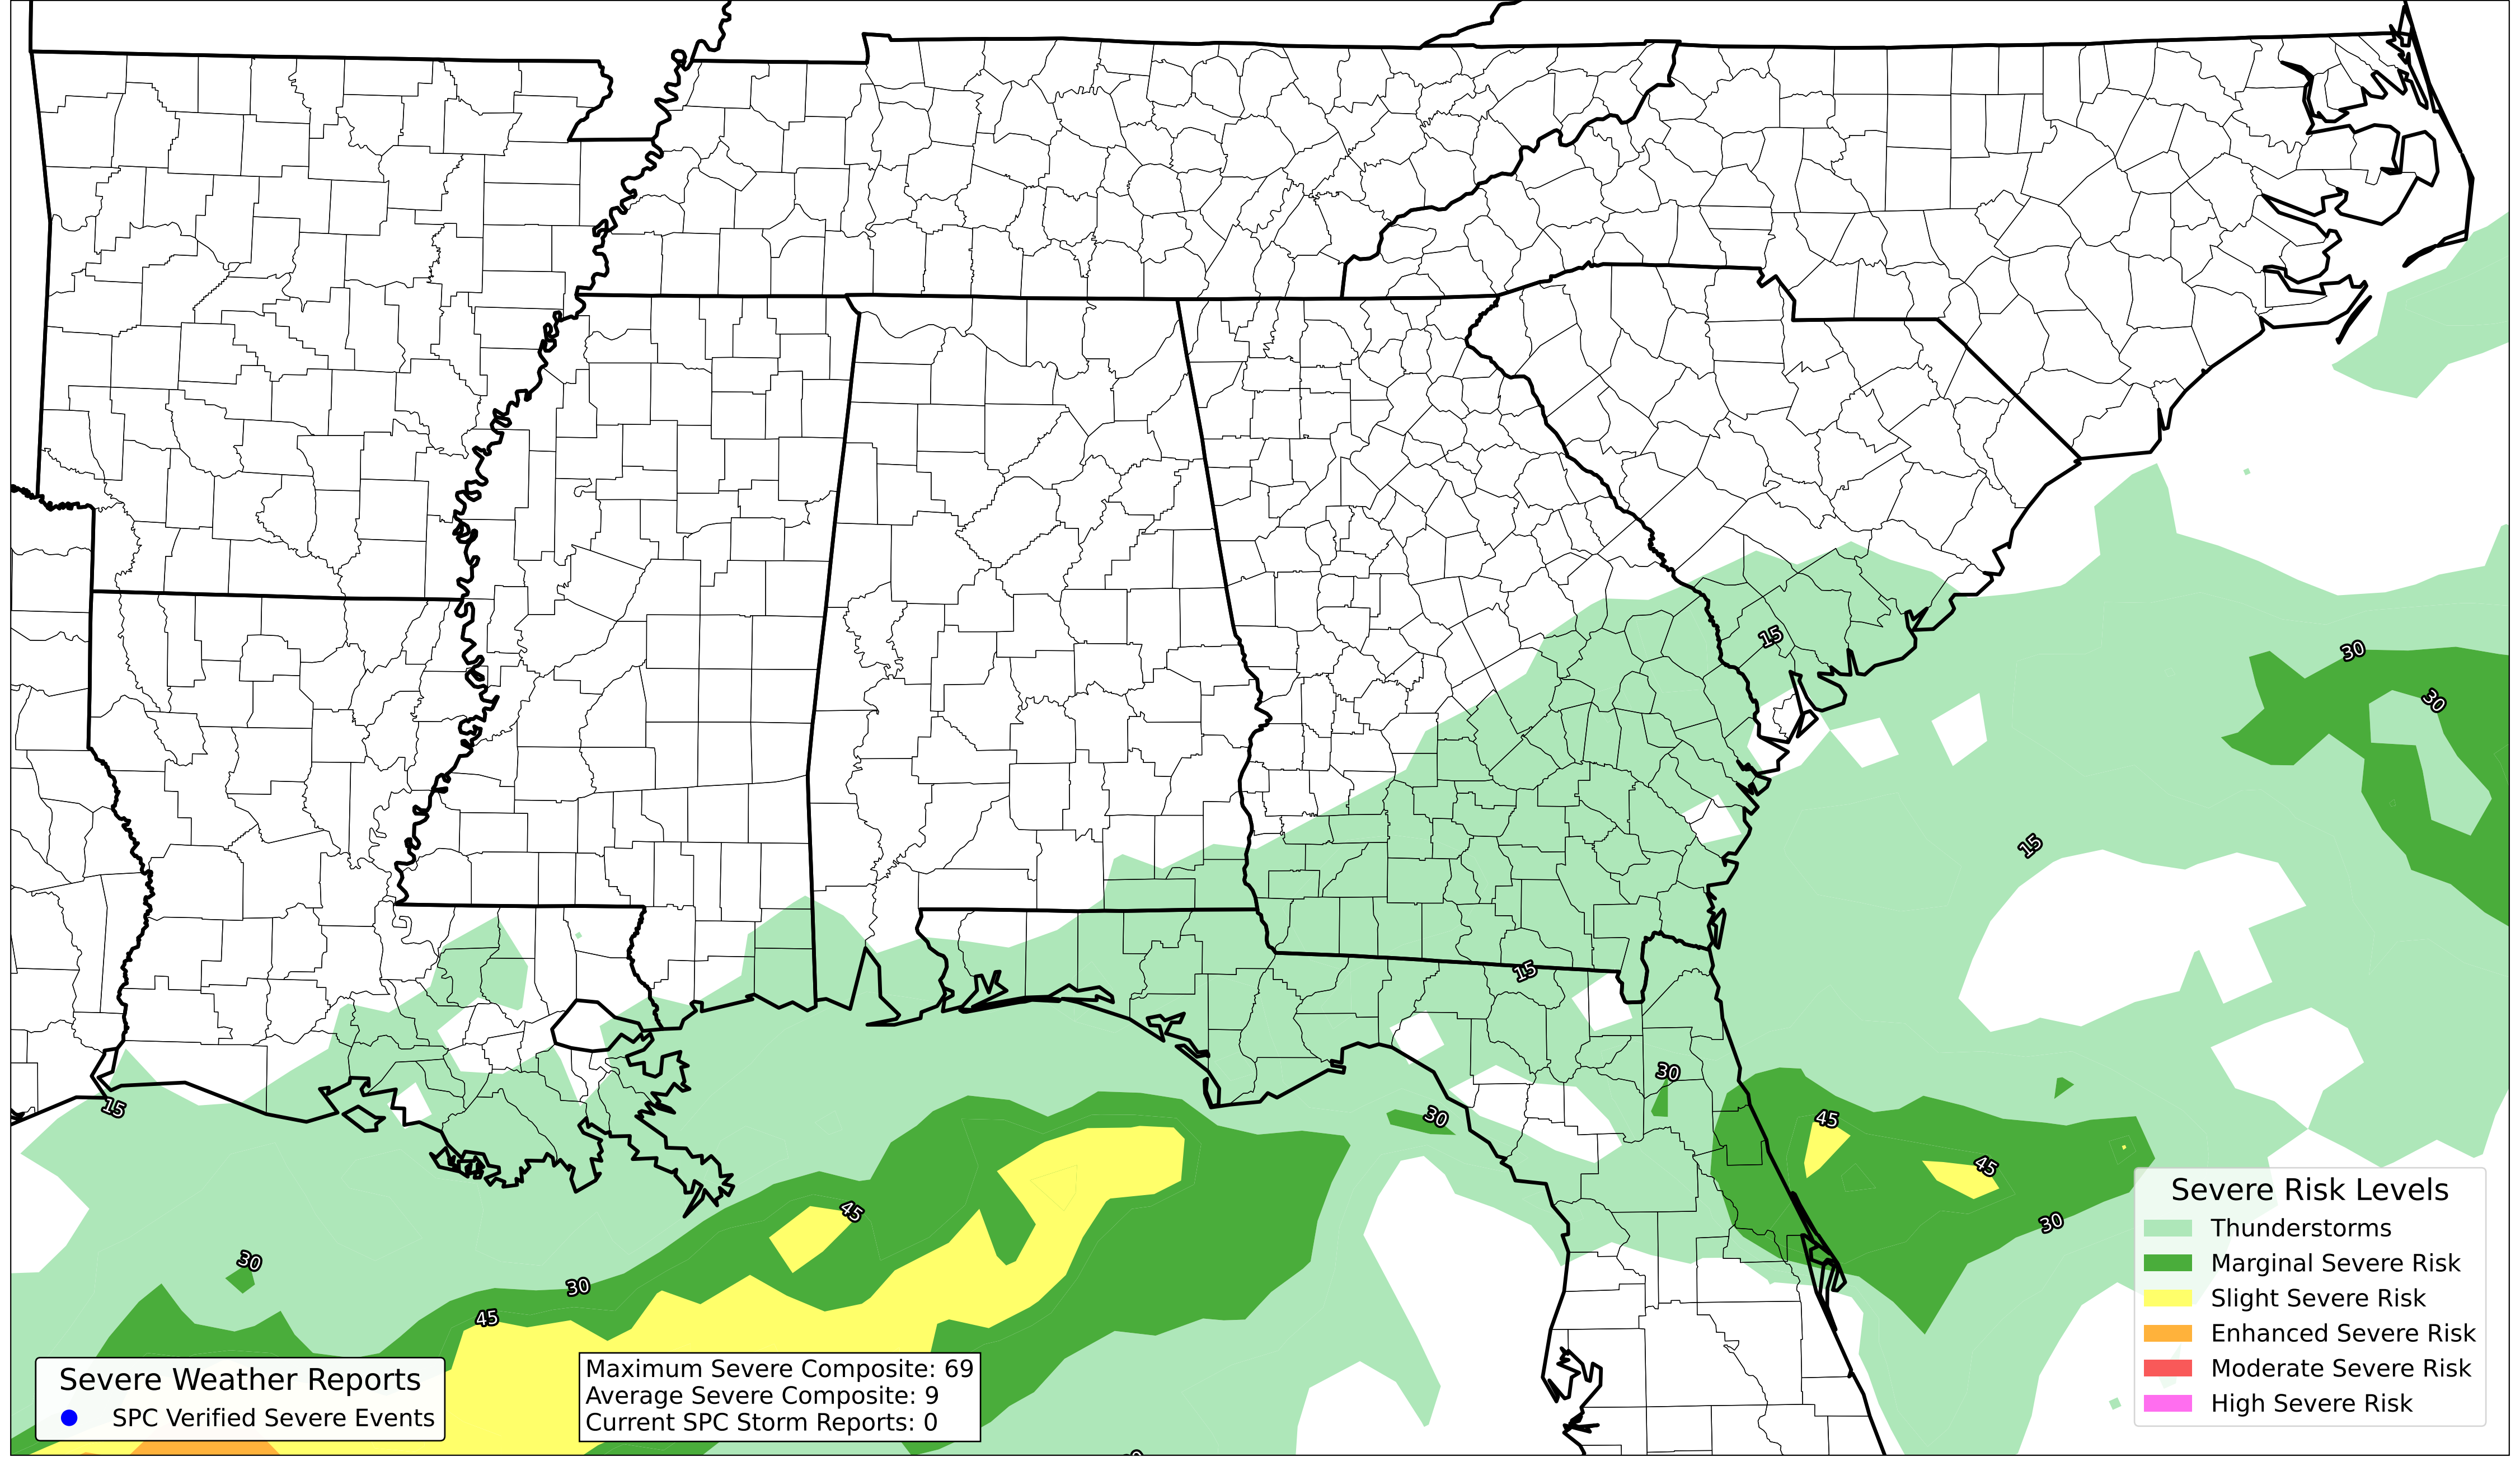 15
30
30
15
15
30
30
45
45
15
45
30
30
30
45
Severe Risk Levels
Thunderstorms
Marginal Severe Risk
Slight Severe Risk
Enhanced Severe Risk
Moderate Severe Risk
High Severe Risk
Severe Weather Reports
SPC Verified Severe Events
Maximum Severe Composite: 69
Average Severe Composite: 9
Current SPC Storm Reports: 0